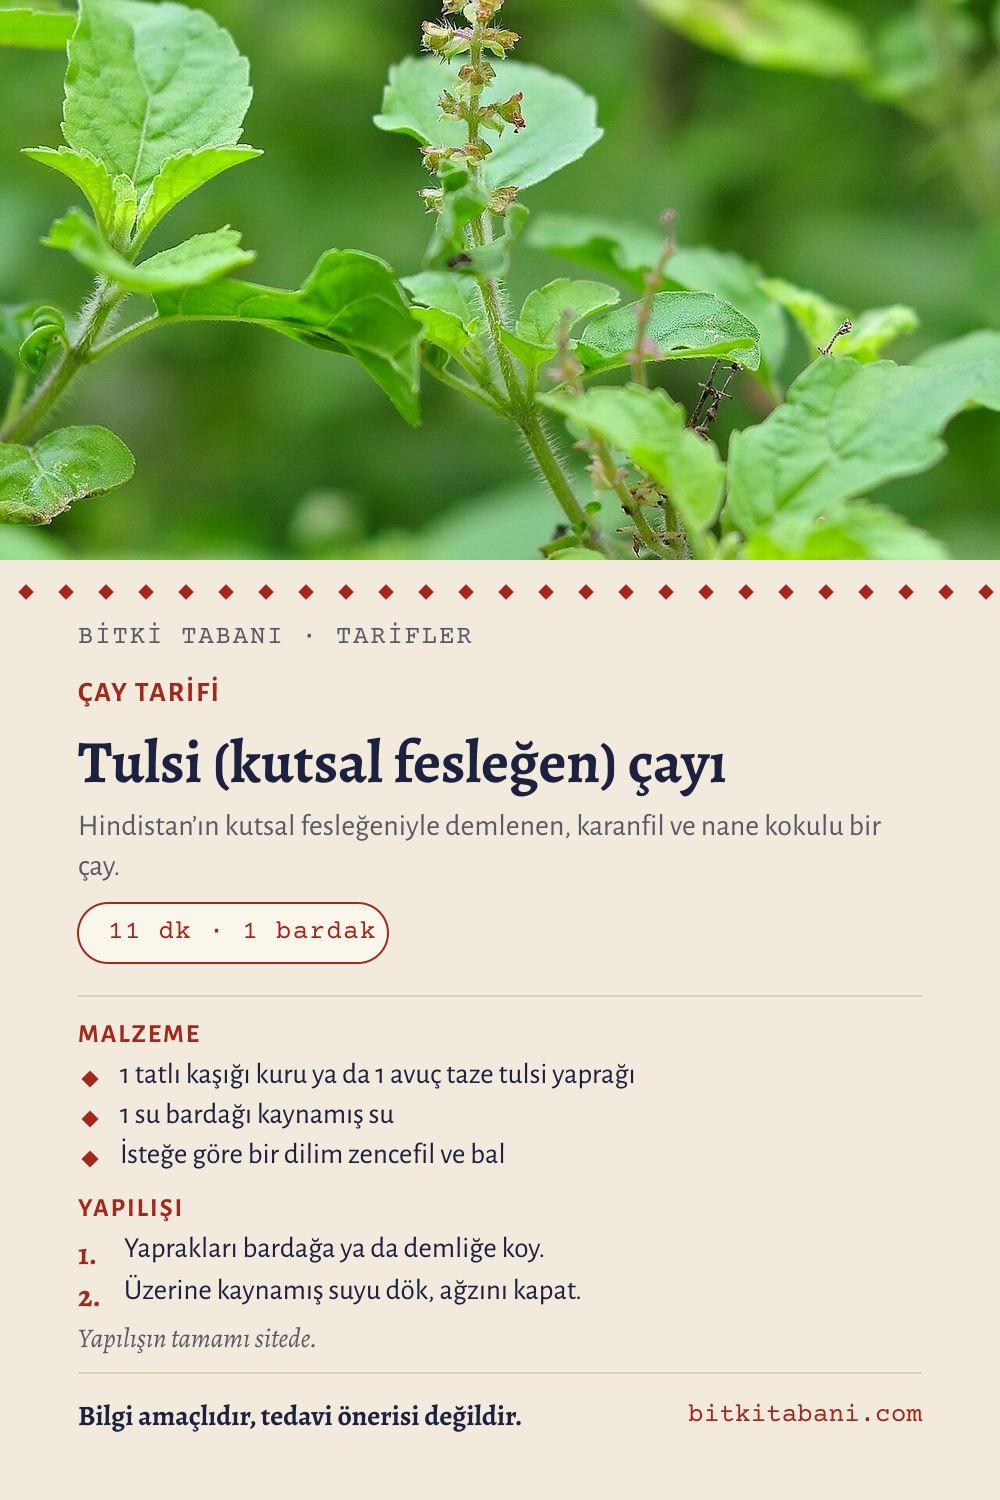 BİTKİ TABANI · TARİFLER
ÇAY TARİFİ
Tulsi (kutsal fesleğen) çayı
Hindistan’ın kutsal fesleğeniyle demlenen, karanfil ve nane kokulu bir
çay.
11 dk · 1 bardak
MALZEME
1 tatlı kaşığı kuru ya da 1 avuç taze tulsi yaprağı
1 su bardağı kaynamış su
İsteğe göre bir dilim zencefil ve bal
YAPILIŞI
1. Yaprakları bardağa ya da demliğe koy.
2. Üzerine kaynamış suyu dök, ağzını kapat.
Yapılışın tamamı sitede.
Bilgi amaçlıdır, tedavi önerisi değildir.
bitkitabani.com